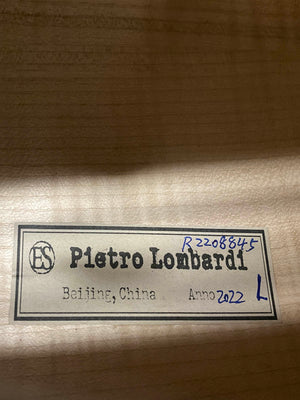 R2208845
ES Pietro Lombardi
Beijing, China Anno 2022 L